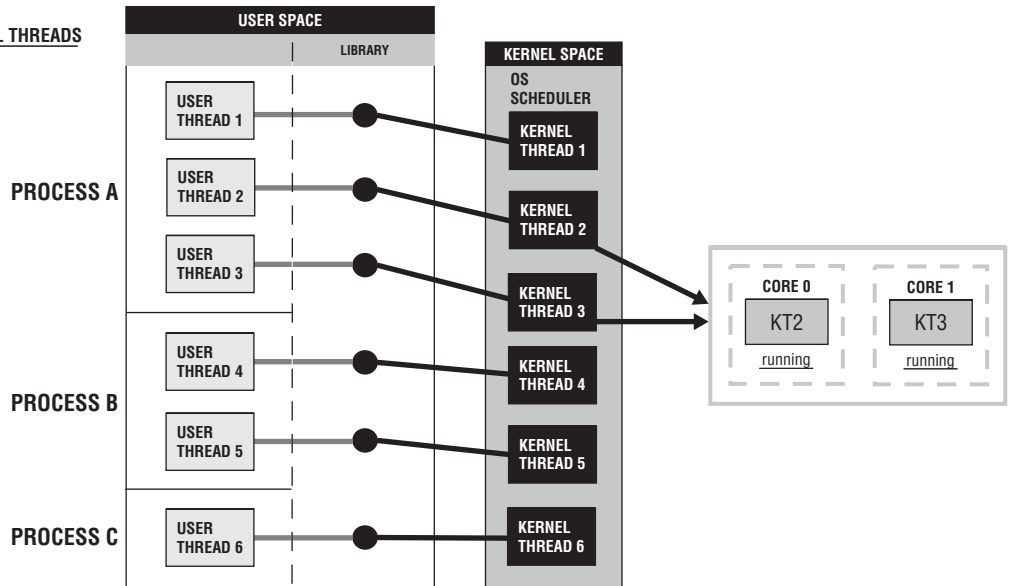 THREADS
USER SPACE
LIBRARY
KERNEL SPACE
OS
SCHEDULER
PROCESS A
USER
THREAD 1
USER
THREAD 2
USER
THREAD 3
KERNEL
THREAD 1
KERNEL
THREAD 2
KERNEL
THREAD 3
PROCESS B
USER
THREAD 4
USER
THREAD 5
KERNEL
THREAD 4
KERNEL
THREAD 5
PROCESS C
USER
THREAD 6
KERNEL
THREAD 6
CORE 0
KT2
running
CORE 1
KT3
running